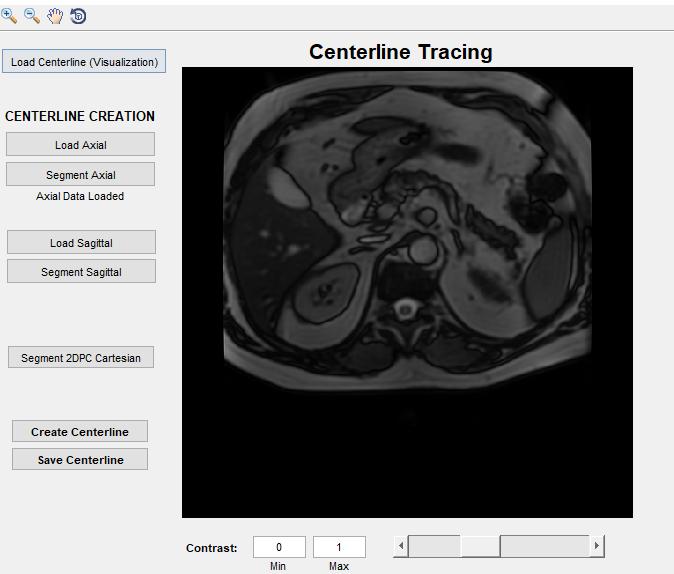 Centerline Tracing
Load Centerline (Visualization)
CENTERLINE CREATION
Load Axial
Segment Axial
Axial Data Loaded
Load Sagittal
Segment Sagittal
Segment 2DPC Cartesian
Create Centerline
Save Centerline
Contrast: 0 1
Min Max